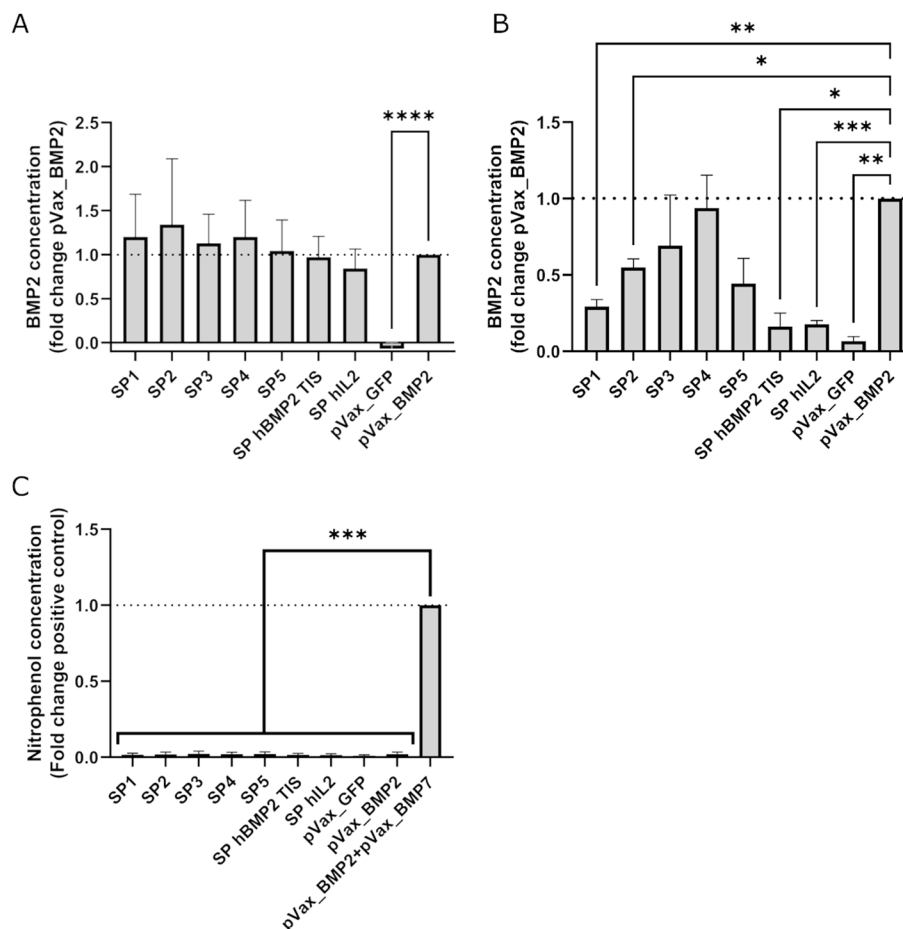 A
BMP2 concentration
(fold change pVax_BMP2)
2.5
2.0
1.5
1.0
0.5
0.0
****
SP1
SP2
SP3
SP4
SP5
SP hBMP2 TIS
SP hIL2
pVax_GFP
pVax_BMP2
B
BMP2 concentration
(fold change pVax_BMP2)
1.5
1.0
0.5
0.0
**
*
*
***
**
SP1
SP2
SP3
SP4
SP5
SP hBMP2 TIS
SP hIL2
pVax_GFP
pVax_BMP2
C
Nitrophenol concentration
(Fold change positive control)
1.5
1.0
0.5
0.0
***
SP1
SP2
SP3
SP4
SP5
SP hBMP2 TIS
SP hIL2
pVax_GFP
pVax_BMP2
pVax_BMP2+pVax_BMP7